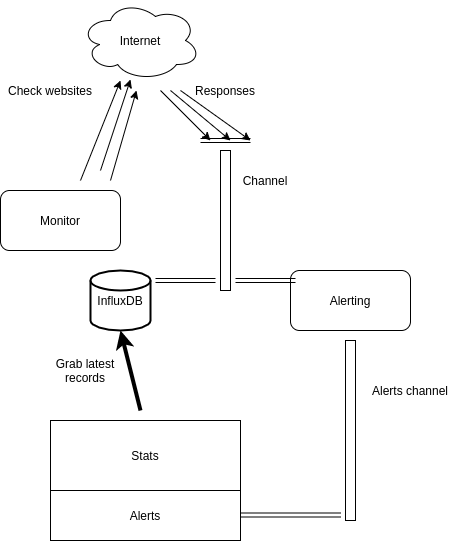 Internet
Check websites
Responses
Channel
Monitor
InfluxDB
Alerting
Grab latest
records
Alerts channel
Stats
Alerts